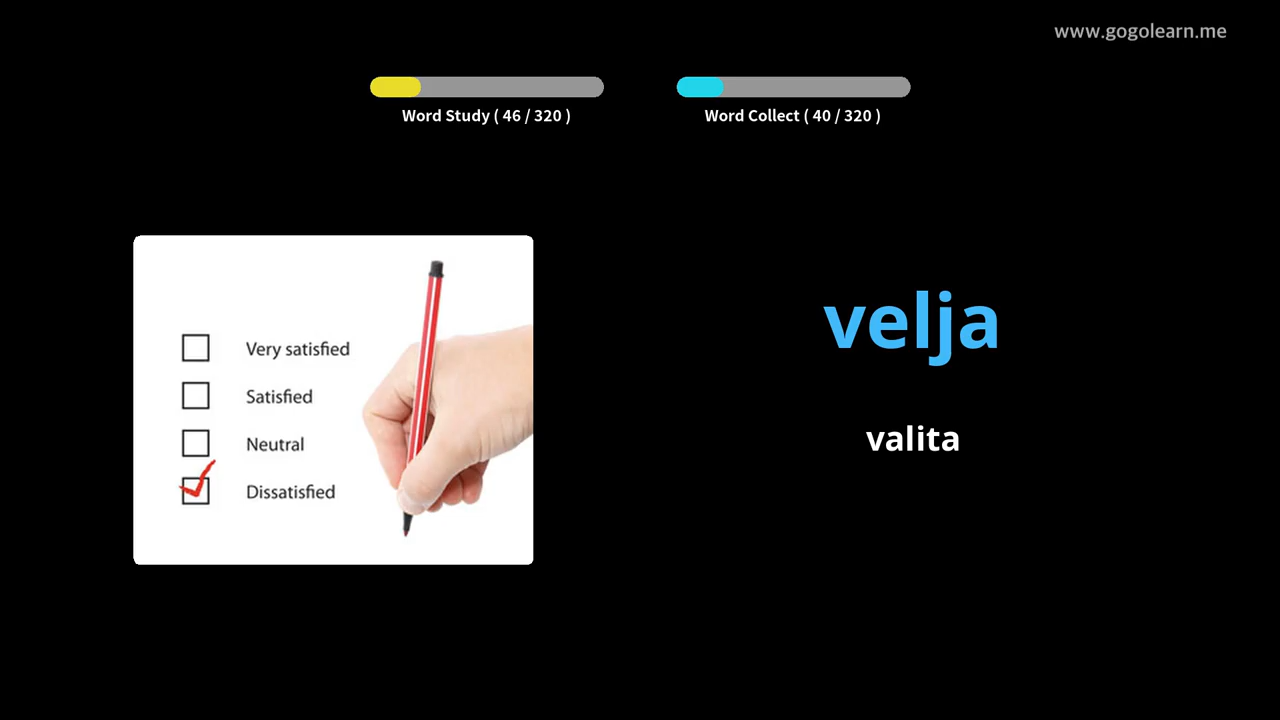 www.gogolearn.me
Word Study ( 46 / 320 )
Word Collect ( 40 / 320 )
Very satisfied
Satisfied
Neutral
Dissatisfied
velja
valita